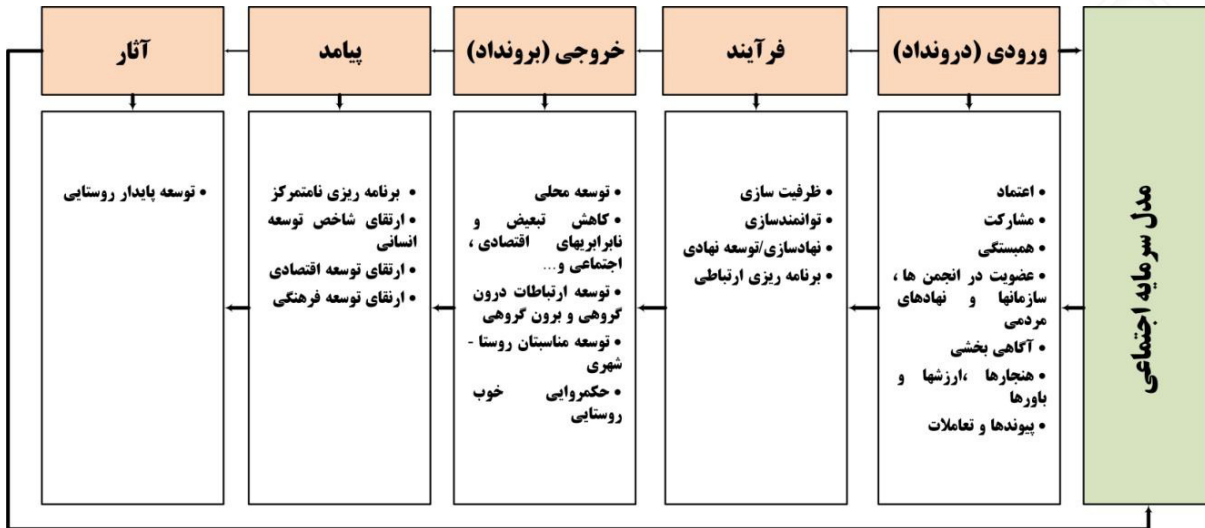 مدل سرمایه اجتماعی
ورودی (درونداد)
• اعتماد
• مشارکت
• همبستگی
• عضویت در انجمن ها ،
سازمانها و نهادهای
مردمی
• آگاهی بخشی
• هنجارها ،ارزشها و
باورها
• پیوندها و تعاملات
فرآیند
• ظرفیت سازی
• توانمندسازی
• نهادسازی/توسعه نهادی
• برنامه ریزی ارتباطی
خروجی (برونداد)
• توسعه محلی
• کاهش تبعیض و
نابرابریهای اقتصادی ،
اجتماعی و...
• توسعه ارتباطات درون
گروهی و برون گروهی
• توسعه مناسبتان روستا -
شهری
• حکمروایی خوب
روستایی
پیامد
• برنامه ریزی نامتمرکز
• ارتقای شاخص توسعه
انسانی
• ارتقای توسعه اقتصادی
• ارتقای توسعه فرهنگی
آثار
• توسعه پایدار روستایی